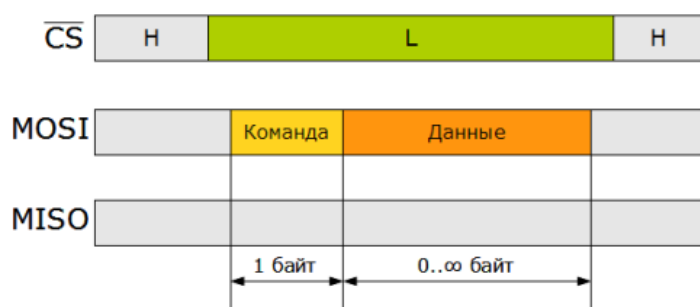 CS H L H
MOSI Команда Данные
MISO
1 байт 0..∞ байт